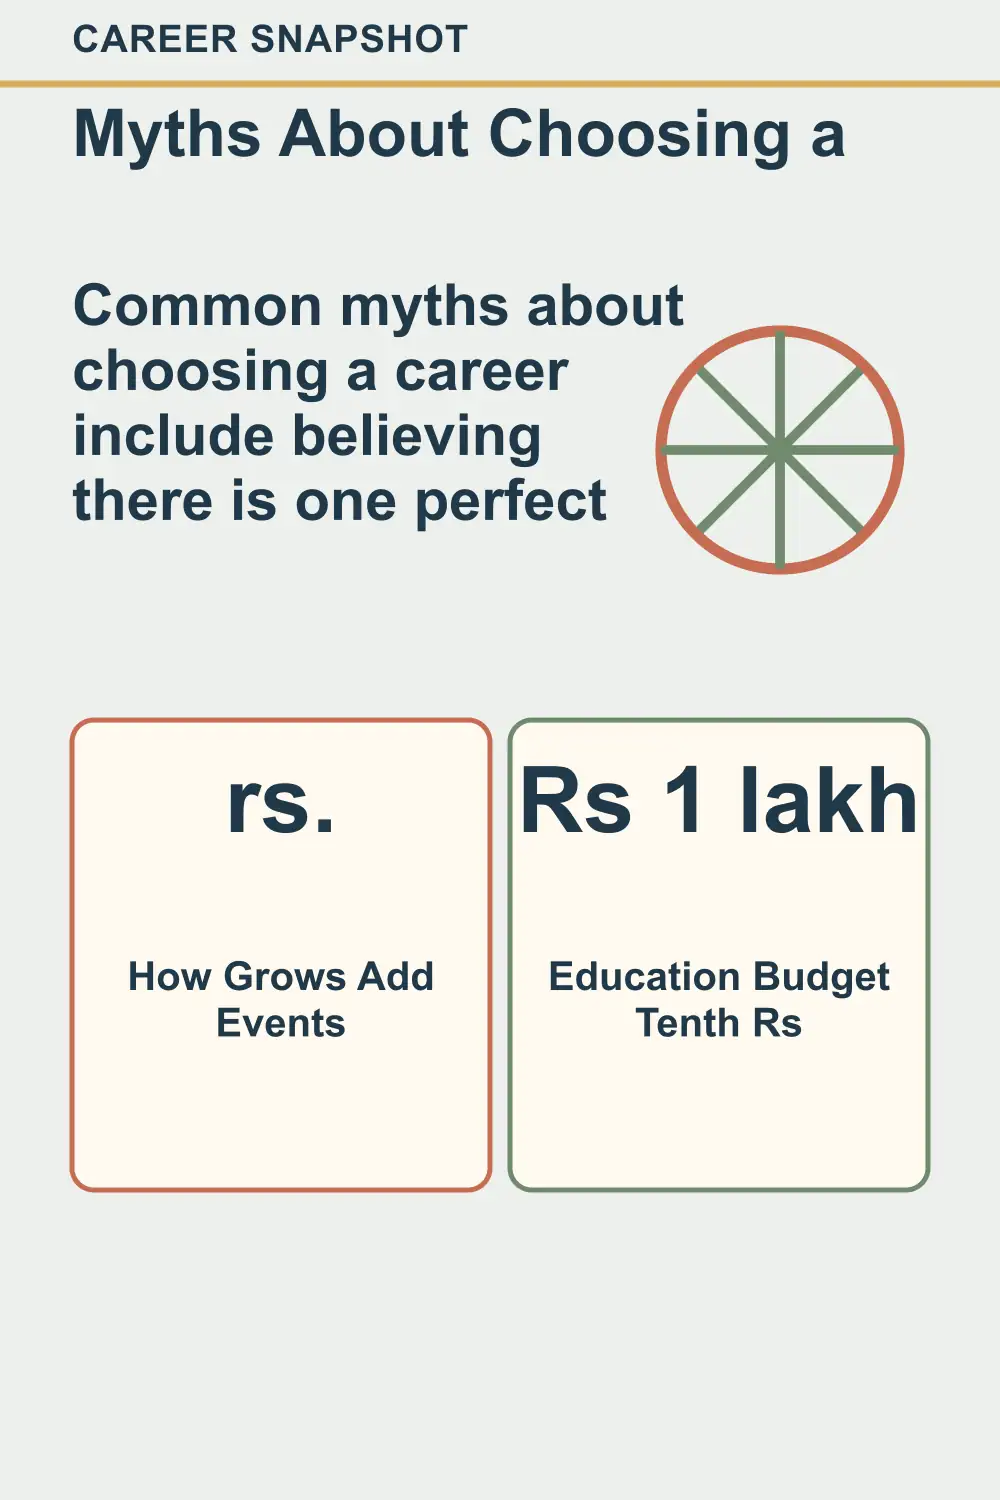 CAREER SNAPSHOT
Myths About Choosing a
Common myths about
choosing a career
include believing
there is one perfect
rs.
How Grows Add
Events
Rs 1 lakh
Education Budget
Tenth Rs